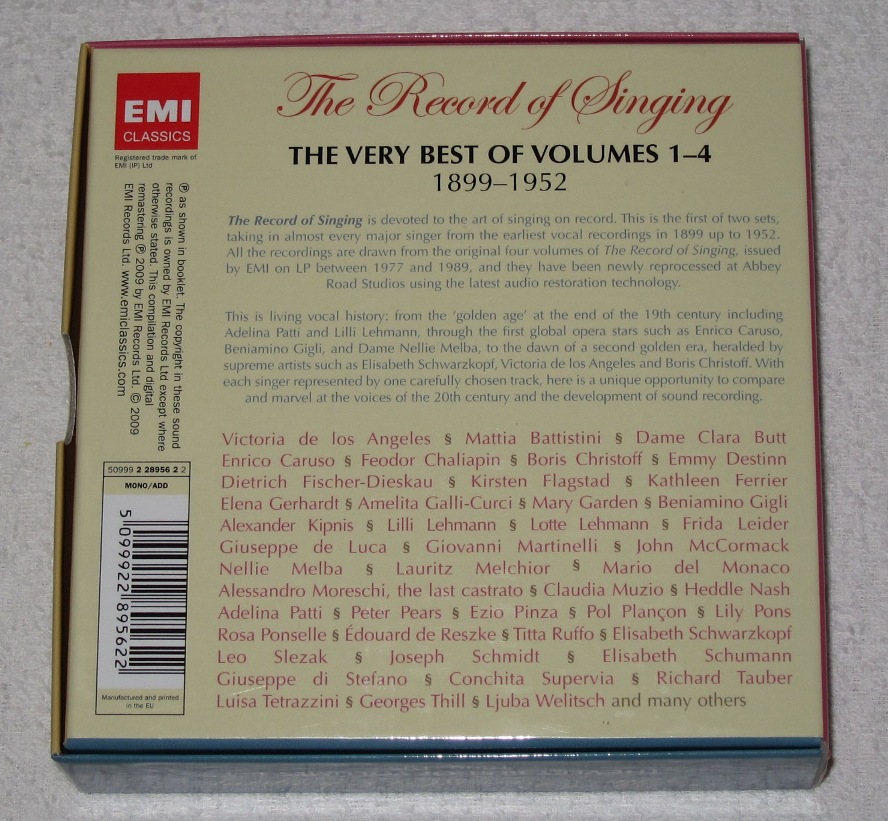 The Record of Singing
THE VERY BEST OF VOLUMES 1–4
1899–1952
EMI
CLASSICS
Registered trade mark of
EMI (IP) Ltd
The Record of Singing is devoted to the art of singing on record. This is the first of two sets,
taking in almost every major singer from the earliest vocal recordings in 1899 up to 1952.
All the recordings are drawn from the original four volumes of The Record of Singing, issued
by EMI on LP between 1977 and 1989, and they have been newly reprocessed at Abbey
Road Studios using the latest audio restoration technology.
This is living vocal history: from the ‘golden age’ at the end of the 19th century including
Adelina Patti and Lilli Lehmann, through the first global opera stars such as Enrico Caruso,
Beniamino Gigli, and Dame Nellie Melba, to the dawn of a second golden era, heralded by
supreme artists such as Elisabeth Schwarzkopf, Victoria de los Angeles and Boris Christoff. With
each singer represented by one carefully chosen track, here is a unique opportunity to compare
and marvel at the voices of the 20th century and the development of sound recording.
Victoria de los Angeles § Mattia Battistini § Dame Clara Butt
Enrico Caruso § Feodor Chaliapin § Boris Christoff § Emmy Destinn
Dietrich Fischer-Dieskau § Kirsten Flagstad § Kathleen Ferrier
Elena Gerhardt § Amelita Galli-Curci § Mary Garden § Beniamino Gigli
Alexander Kipnis § Lilli Lehmann § Lotte Lehmann § Frida Leider
Giuseppe de Luca § Giovanni Martinelli § John McCormack
Nellie Melba § Lauritz Melchior § Mario del Monaco
Alessandro Moreschi, the last castrato § Claudia Muzio § Heddle Nash
Adelina Patti § Peter Pears § Ezio Pinza § Pol Plançon § Lily Pons
Rosa Ponselle § Édouard de Reszke § Titta Ruffo § Elisabeth Schwarzkopf
Leo Slezak § Joseph Schmidt § Elisabeth Schumann
Giuseppe di Stefano § Conchita Supervia § Richard Tauber
Luisa Tetrazzini § Georges Thill § Ljuba Welitsch and many others
℗ as shown in booklet. The copyright in these sound
recordings is owned by EMI Records Ltd except where
otherwise stated. This compilation and digital
remastering ℗ 2009 by EMI Records Ltd. © 2009
EMI Records Ltd. www.emiclassics.com
50999 2 28956 2 2
MONO/ADD
5 099922 895622
Manufactured and printed
in the EU